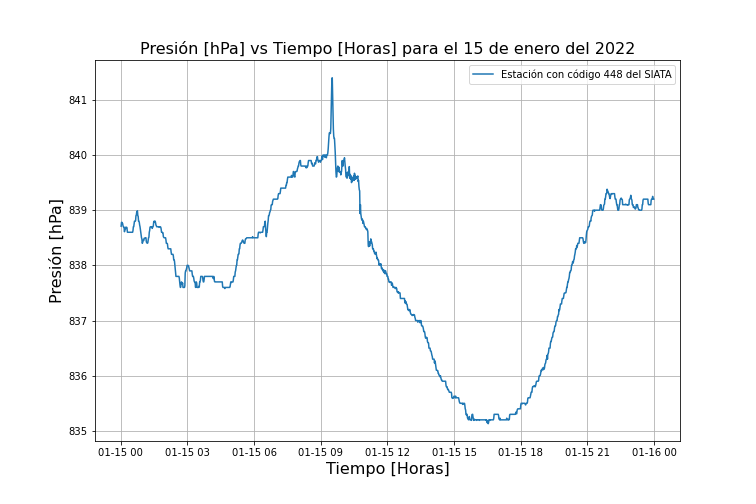 Presión [hPa] vs Tiempo [Horas] para el 15 de enero del 2022
Estación con código 448 del SIATA
Presión [hPa]
841
840
839
838
837
836
835
01-15 00 01-15 03 01-15 06 01-15 09 01-15 12 01-15 15 01-15 18 01-15 21 01-16 00
Tiempo [Horas]